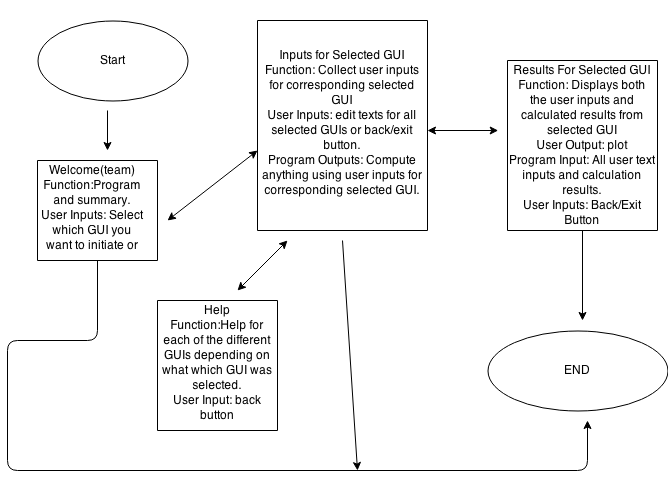 Start
Welcome(team)
Function:Program
and summary.
User Inputs: Select
which GUI you
want to initiate or
Inputs for Selected GUI
Function: Collect user inputs
for corresponding selected
GUI
User Inputs: edit texts for all
selected GUIs or back/exit
button.
Program Outputs: Compute
anything using user inputs for
corresponding selected GUI.
Results For Selected GUI
Function: Displays both
the user inputs and
calculated results from
selected GUI
User Output: plot
Program Input: All user text
inputs and calculation
results.
User Inputs: Back/Exit
Button
Help
Function:Help for
each of the different
GUIs depending on
what which GUI was
selected.
User Input: back
button
END